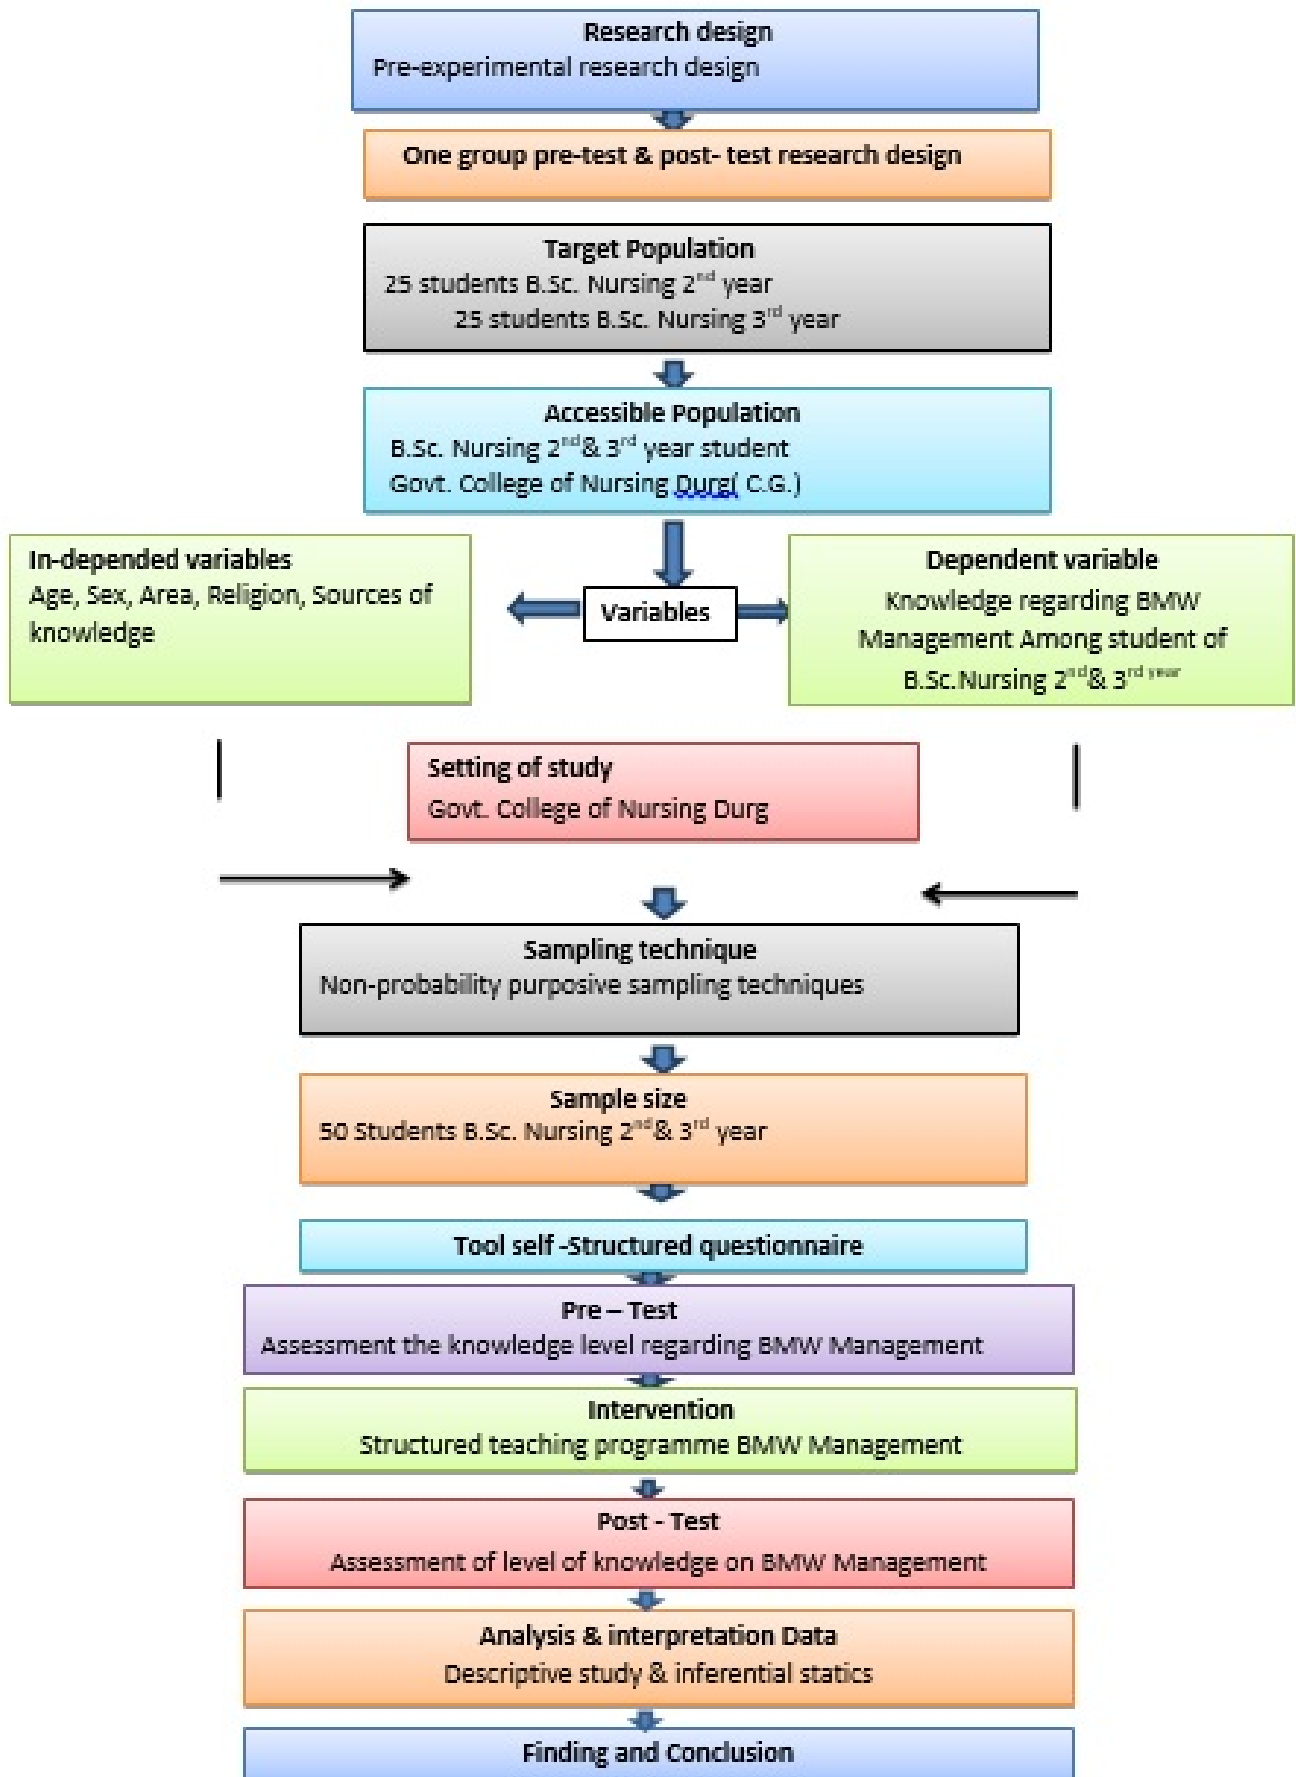 Research design
Pre-experimental research design
One group pre-test & post- test research design
Target Population
25 students B.Sc. Nursing 2nd year
25 students B.Sc. Nursing 3rd year
Accessible Population
B.Sc. Nursing 2nd& 3rd year student
Govt. College of Nursing Durg( C.G.)
In-depended variables
Age, Sex, Area, Religion, Sources of
knowledge
Variables
Dependent variable
Knowledge regarding BMW
Management Among student of
B.Sc.Nursing 2nd& 3rd year
Setting of study
Govt. College of Nursing Durg
Sampling technique
Non-probability purposive sampling techniques
Sample size
50 Students B.Sc. Nursing 2nd& 3rd year
Tool self -Structured questionnaire
Pre – Test
Assessment the knowledge level regarding BMW Management
Intervention
Structured teaching programme BMW Management
Post - Test
Assessment of level of knowledge on BMW Management
Analysis & interpretation Data
Descriptive study & inferential statics
Finding and Conclusion